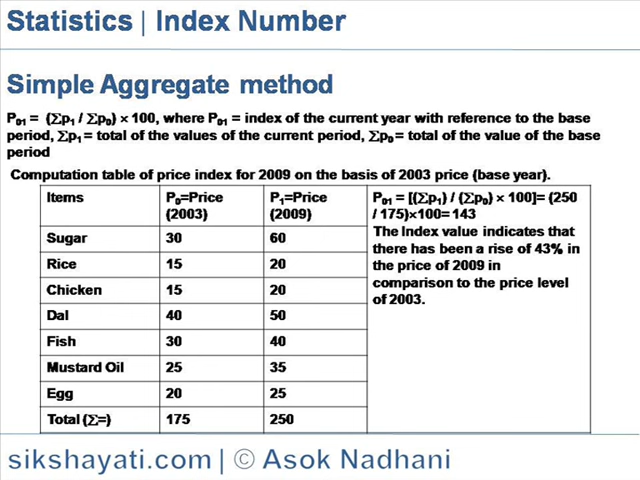 Statistics | Index Number
Simple Aggregate method
P₀₁ = (Σp₁ / Σp₀) × 100, where P₀₁ = index of the current year with reference to the base
period, Σp₁ = total of the values of the current period, Σp₀ = total of the value of the base
period
Computation table of price index for 2009 on the basis of 2003 price (base year).
Items P₀=Price (2003) P₁=Price (2009)
Sugar 30 60
Rice 15 20
Chicken 15 20
Dal 40 50
Fish 30 40
Mustard Oil 25 35
Egg 20 25
Total (Σ=) 175 250
P₀₁ = [(Σp₁) / (Σp₀) × 100]= (250
/ 175)×100= 143
The Index value indicates that
there has been a rise of 43% in
the price of 2009 in
comparison to the price level
of 2003.
sikshayati.com | © Asok Nadhani